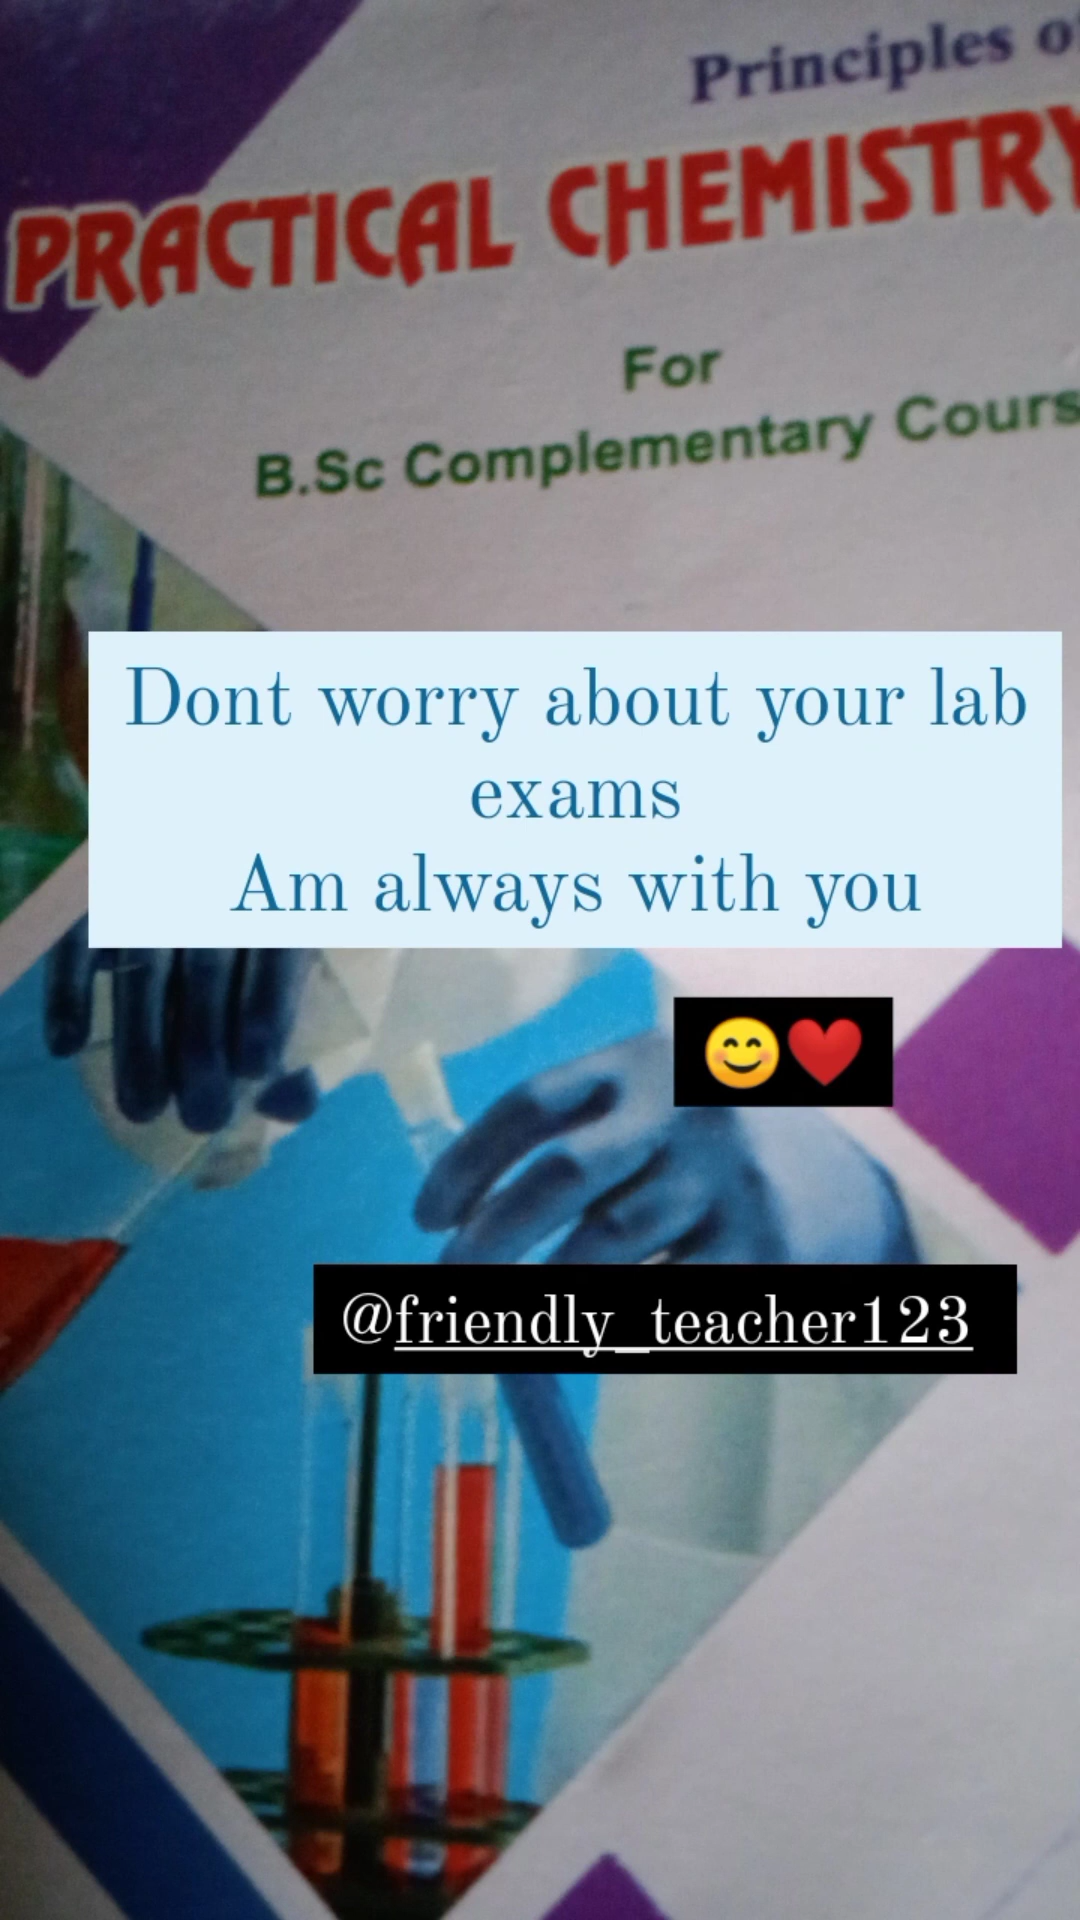 Principles o
PRACTICAL CHEMISTRY
For
B.Sc Complementary Cours
Dont worry about your lab
exams
Am always with you
😊❤️
@friendly_teacher123